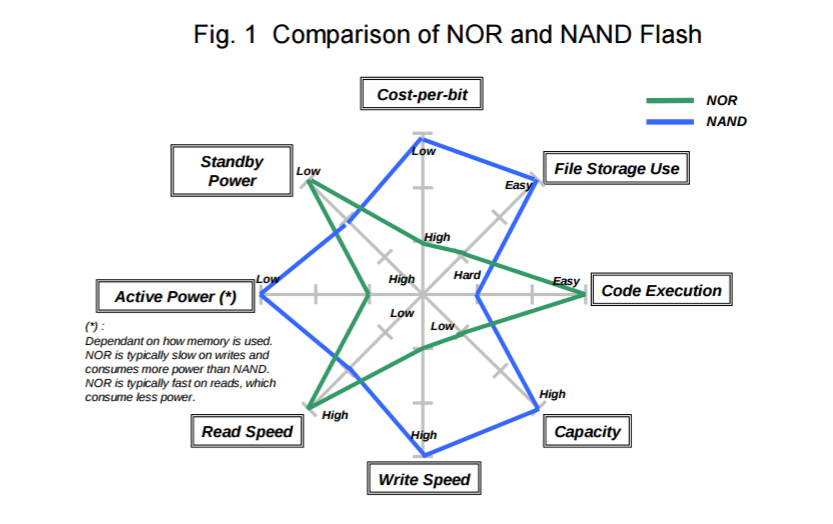 Fig. 1 Comparison of NOR and NAND Flash
Cost-per-bit
NOR
NAND
Standby
Power
Low
Low
File Storage Use
Easy
High
Low
High
Hard
Easy
Code Execution
Active Power (*)
Low
Low
(*) :
Dependant on how memory is used.
NOR is typically slow on writes and
consumes more power than NAND.
NOR is typically fast on reads, which
consume less power.
High
High
Read Speed
High
Capacity
Write Speed